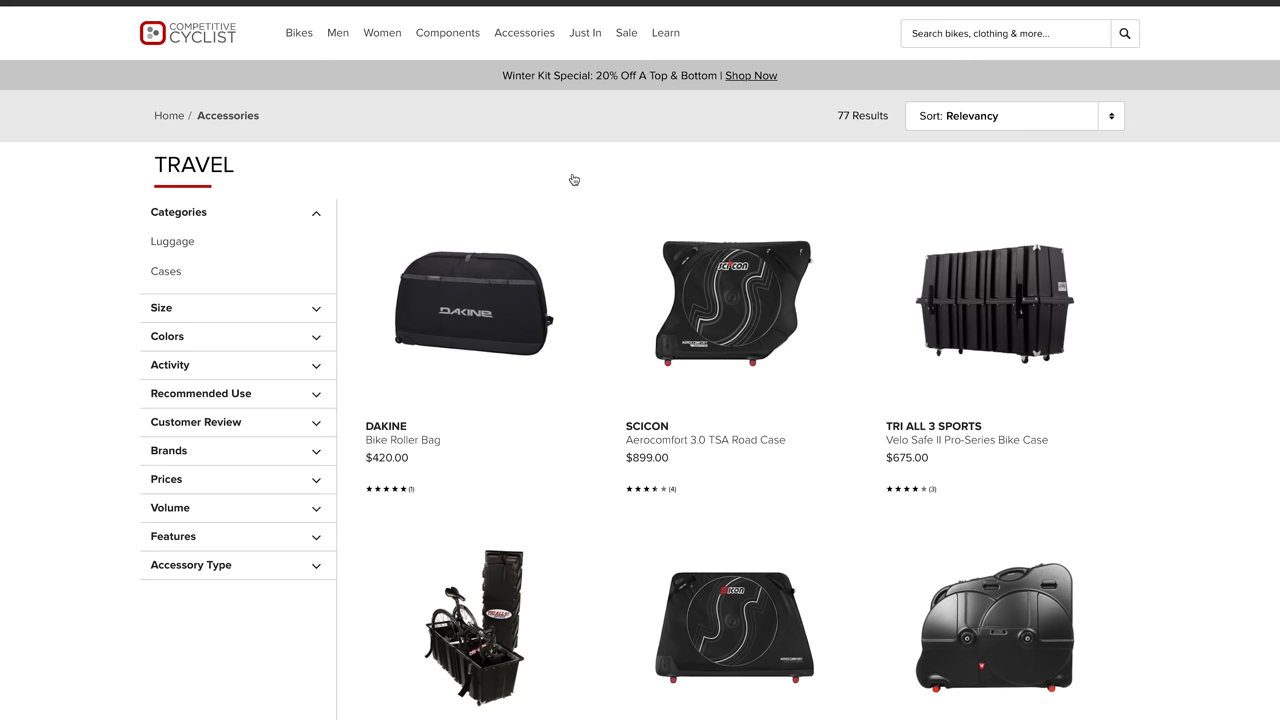 COMPETITIVE
CYCLIST
Bikes Men Women Components Accessories Just In Sale Learn
Search bikes, clothing & more...
Winter Kit Special: 20% Off A Top & Bottom | Shop Now
Home / Accessories
77 Results
Sort: Relevancy
TRAVEL
Categories
Luggage
Cases
Size
Colors
Activity
Recommended Use
Customer Review
Brands
Prices
Volume
Features
Accessory Type
DAKINE
SCICON
DAKINE
Bike Roller Bag
$420.00
(1)
SCICON
Aerocomfort 3.0 TSA Road Case
$899.00
(4)
TRI ALL 3 SPORTS
Velo Safe II Pro-Series Bike Case
$675.00
(3)
SCICON